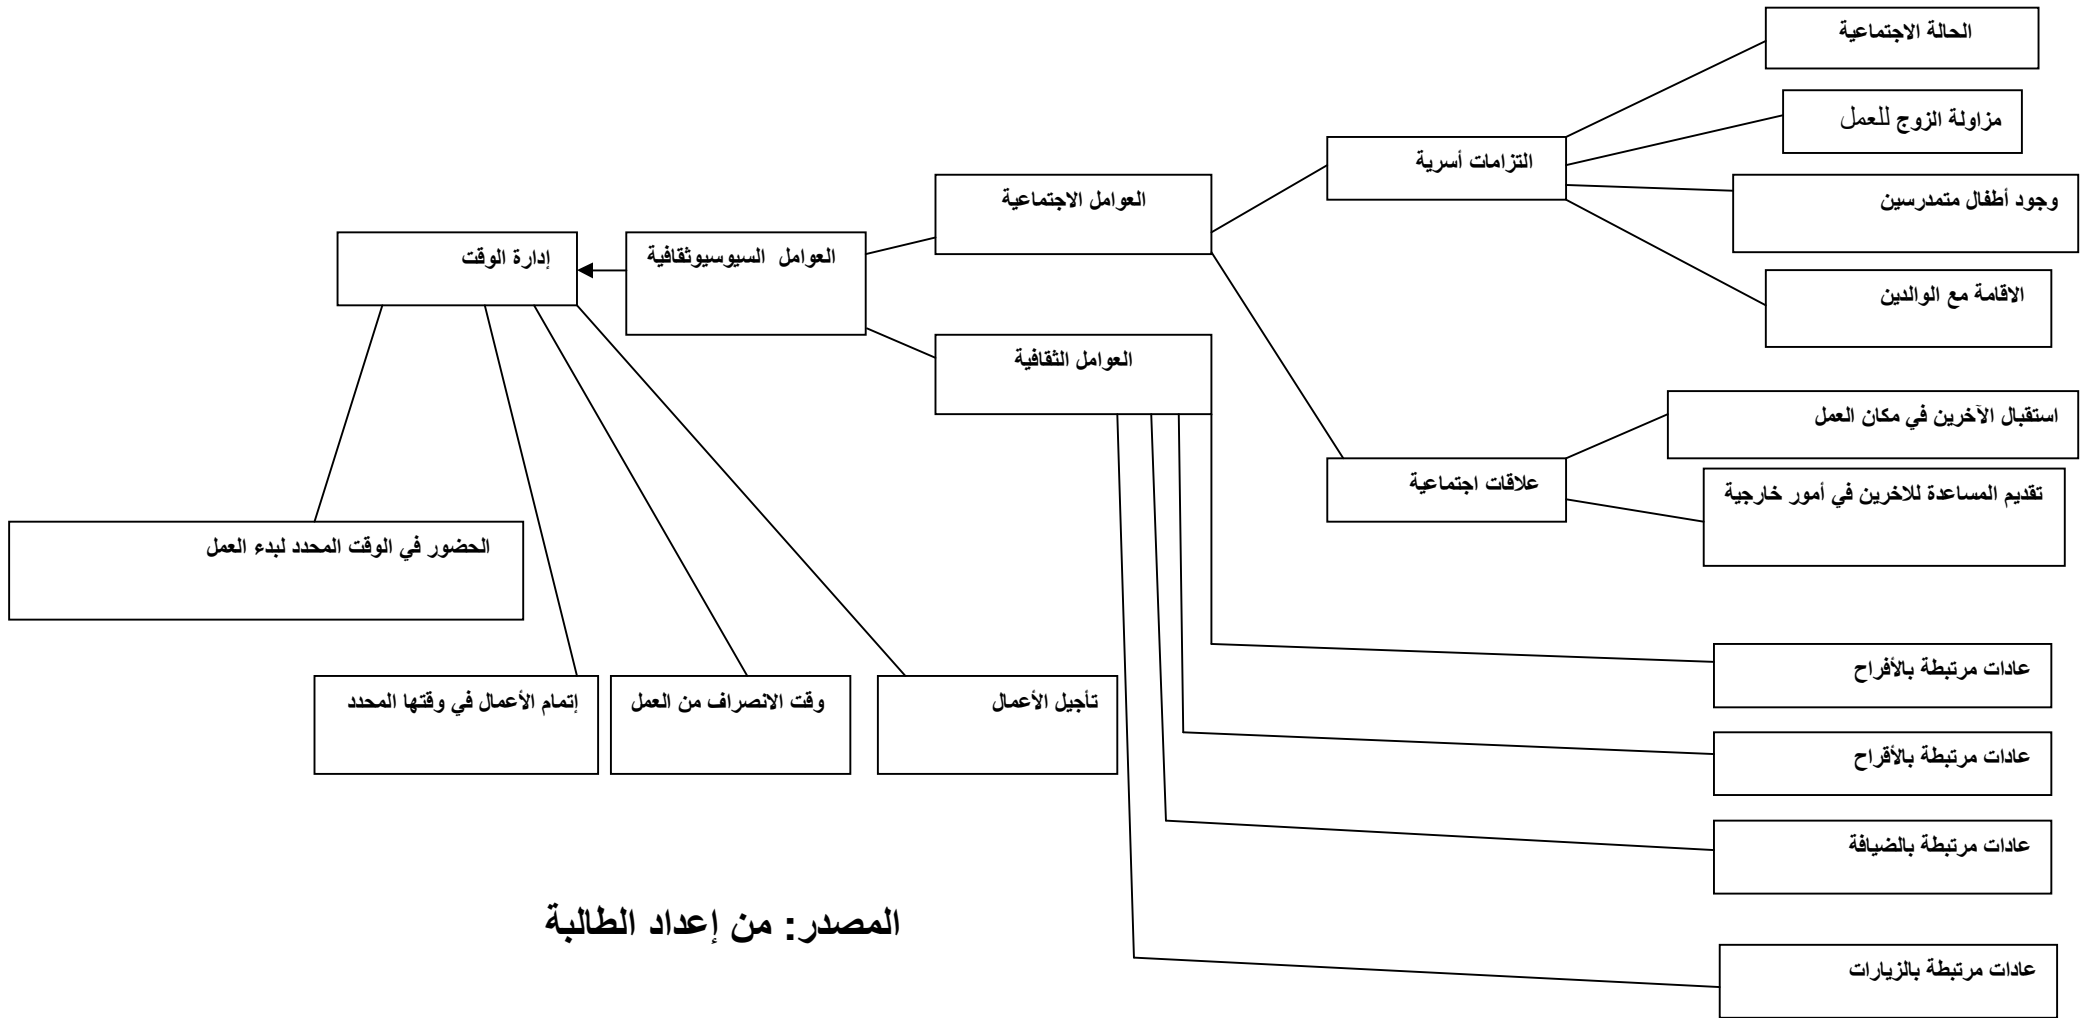 الحالة الاجتماعية
مزاولة الزوج للعمل
التزامات أسرية
وجود أطفال متمدرسين
العوامل الاجتماعية
إدارة الوقت
العوامل السيوسيوثقافية
الاقامة مع الوالدين
العوامل الثقافية
استقبال الآخرين في مكان العمل
علاقات اجتماعية
تقديم المساعدة للاخرين في أمور خارجية
الحضور في الوقت المحدد لبدء العمل
عادات مرتبطة بالأفراح
تأجيل الأعمال
وقت الانصراف من العمل
إتمام الأعمال في وقتها المحدد
عادات مرتبطة بالأقراح
عادات مرتبطة بالضيافة
المصدر: من إعداد الطالبة
عادات مرتبطة بالزيارات